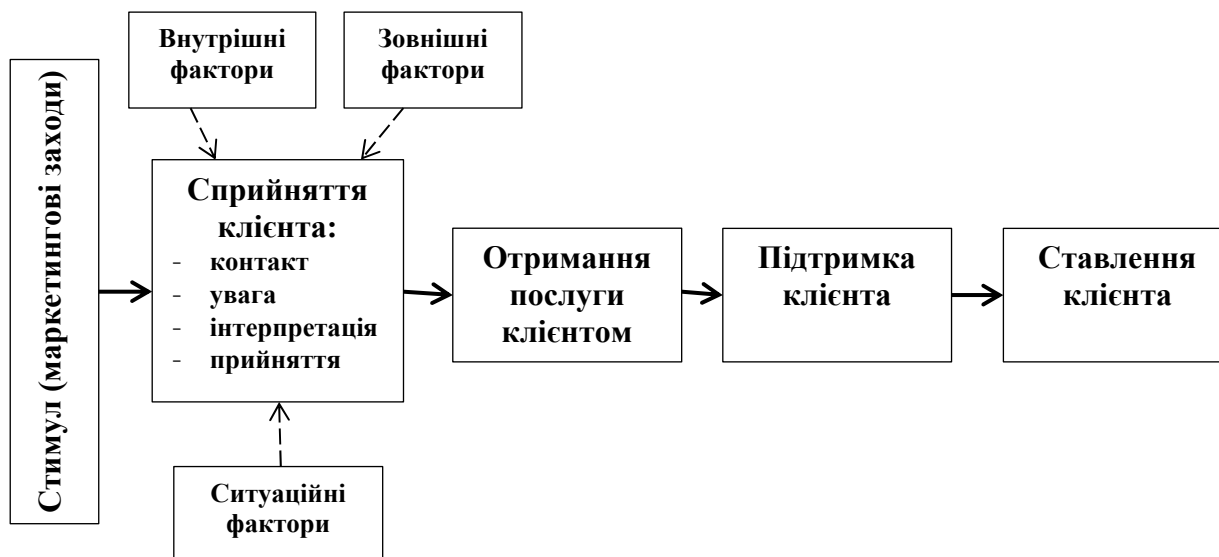 Стимул (маркетингові заходи)
Внутрішні
фактори
Зовнішні
фактори
Сприйняття
клієнта:
- контакт
- увага
- інтерпретація
- прийняття
Ситуаційні
фактори
Отримання
послуги
клієнтом
Підтримка
клієнта
Ставлення
клієнта